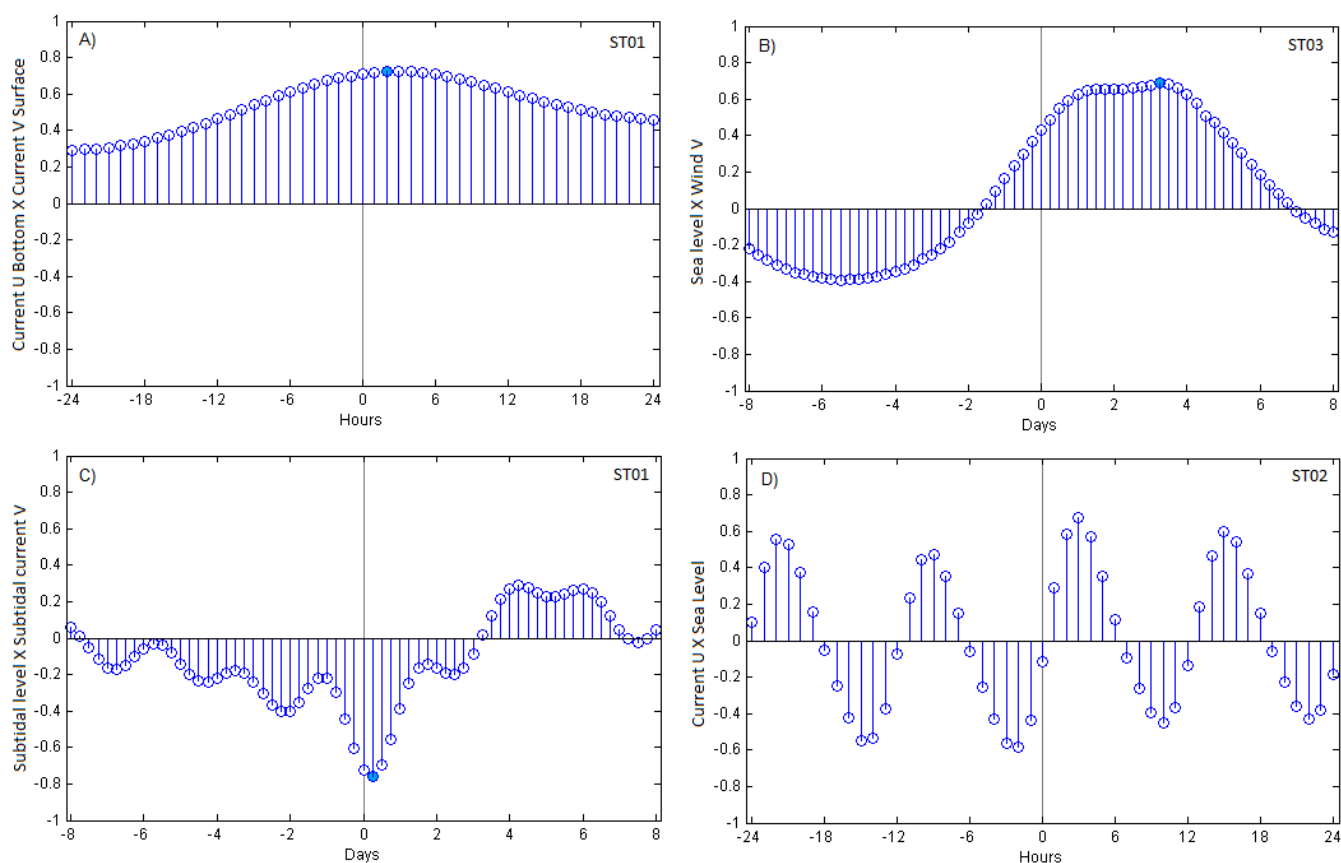 A)
ST01
Current U Bottom X Current V Surface
1
0.8
0.6
0.4
0.2
0
-0.2
-0.4
-0.6
-0.8
-1
-24 -18 -12 -6 0 6 12 18 24
Hours
B)
ST03
Sea level X Wind V
1
0.8
0.6
0.4
0.2
0
-0.2
-0.4
-0.6
-0.8
-1
-8 -6 -4 -2 0 2 4 6 8
Days
C)
ST01
Subtidal level X Subtidal current V
1
0.8
0.6
0.4
0.2
0
-0.2
-0.4
-0.6
-0.8
-1
-8 -6 -4 -2 0 2 4 6 8
Days
D)
ST02
Current U X Sea Level
1
0.8
0.6
0.4
0.2
0
-0.2
-0.4
-0.6
-0.8
-1
-24 -18 -12 -6 0 6 12 18 24
Hours